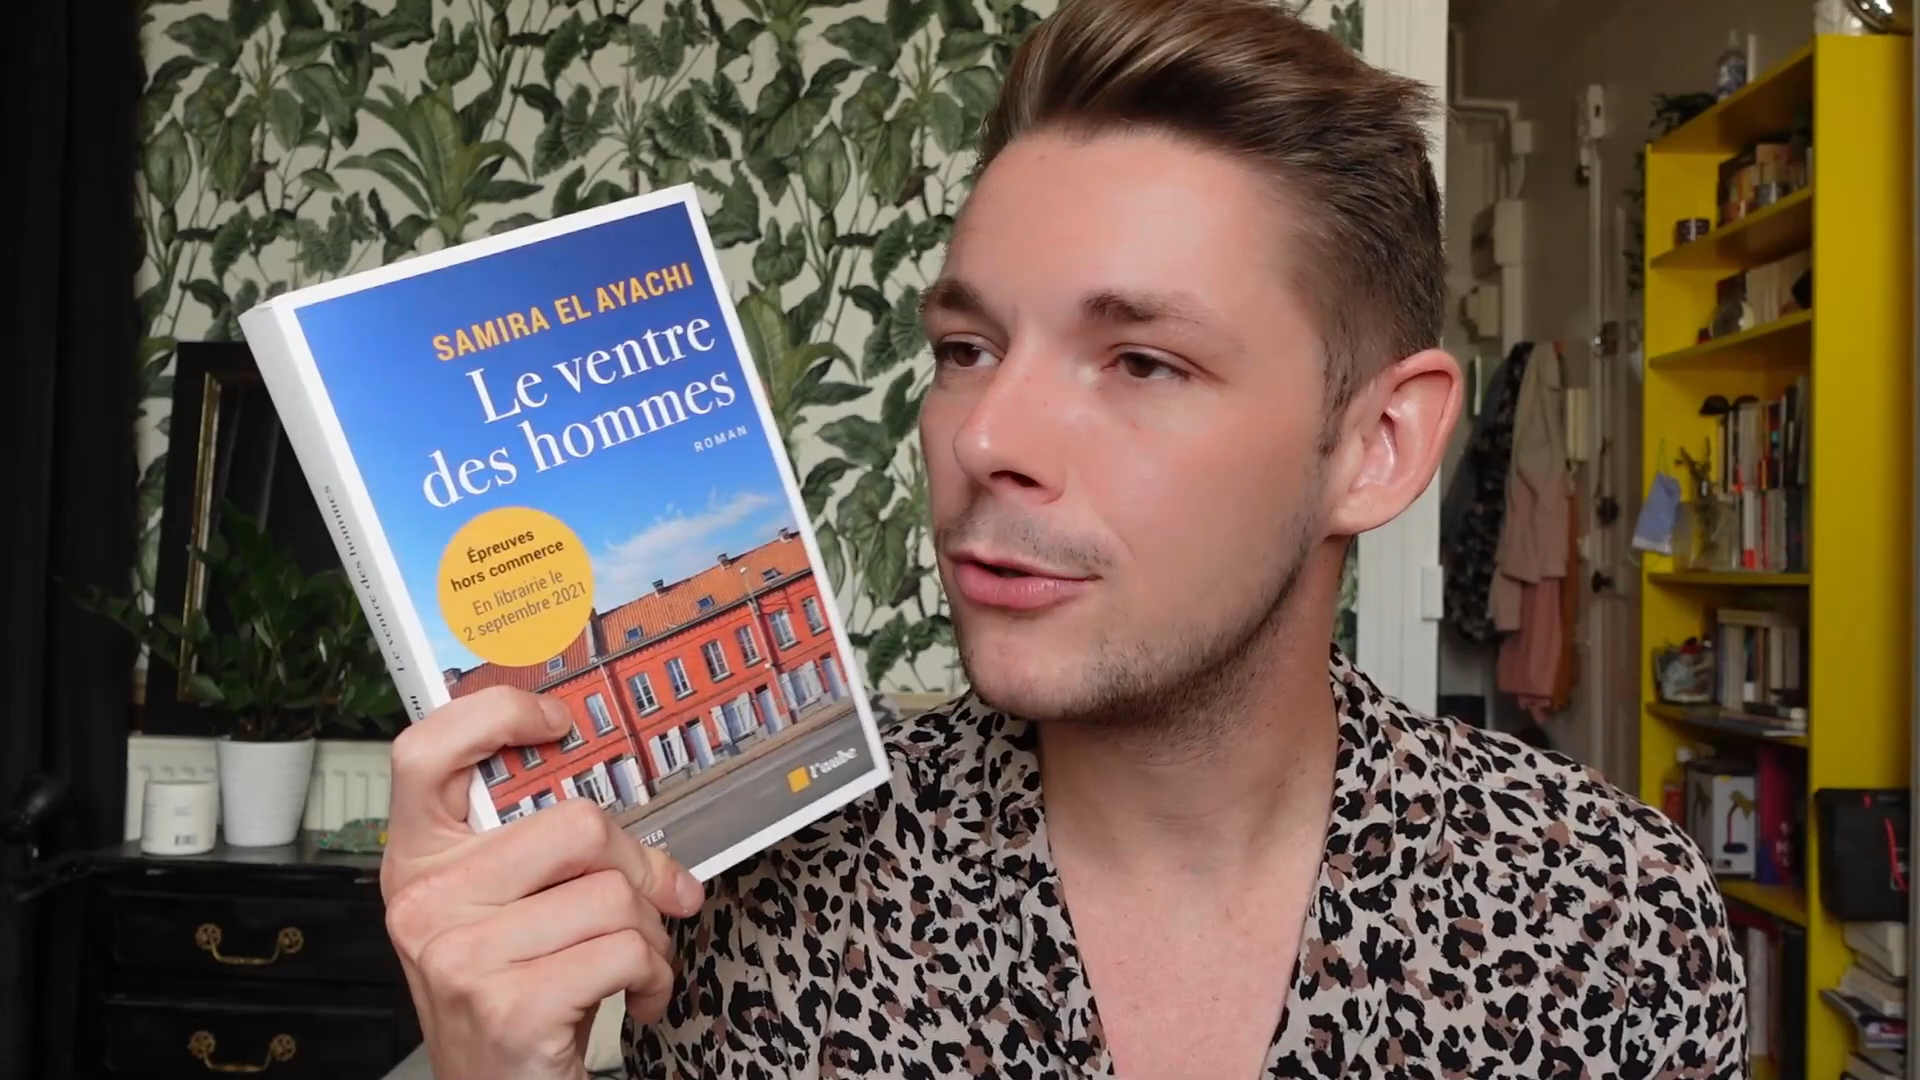 SAMIRA EL AYACHI
Le ventre
des hommes
ROMAN
Épreuves
hors commerce
En librairie le
2 septembre 2021
l'aube
Le ventre des hommes